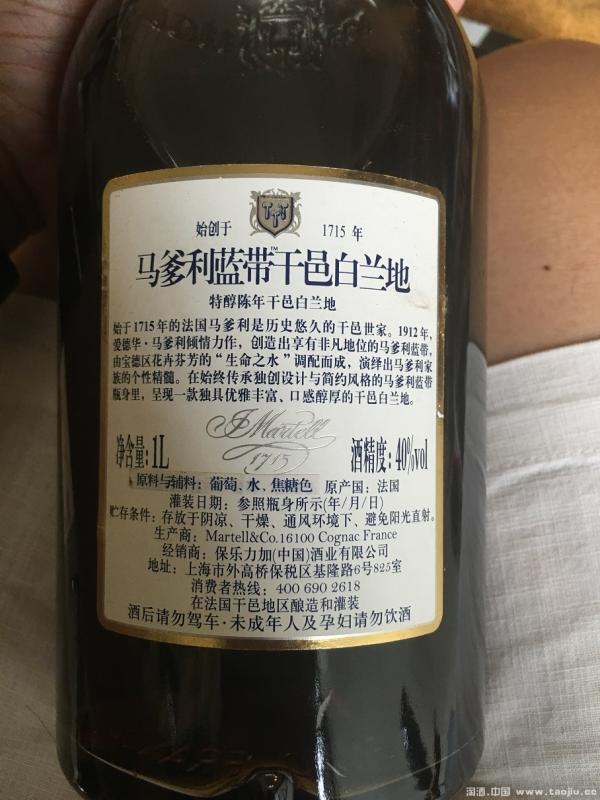 始创于 1715 年
马爹利蓝带™干邑白兰地
特醇陈年干邑白兰地
始于1715年的法国马爹利是历史悠久的干邑世家。1912年,
爱德华·马爹利倾情力作，创造出享有非凡地位的马爹利蓝带,
由宝德区花卉芬芳的“生命之水”调配而成，演绎出马爹利家
族的个性精髓。在始终传承独创设计与简约风格的马爹利蓝带
瓶身里，呈现一款独具优雅丰富、口感醇厚的干邑白兰地。
J Martell
1715
净含量:1L 酒精度:40%vol
原料与辅料：葡萄、水、焦糖色 原产国：法国
灌装日期：参照瓶身所示(年/月/日)
贮存条件：存放于阴凉、干燥、通风环境下、避免阳光直射。
生产商：Martell&Co.16100 Cognac France
经销商：保乐力加(中国)酒业有限公司
地址：上海市外高桥保税区基隆路6号825室
消费者热线：400 690 2618
在法国干邑地区酿造和灌装
酒后请勿驾车·未成年人及孕妇请勿饮酒
淘酒.中国 www.taojiu.cc